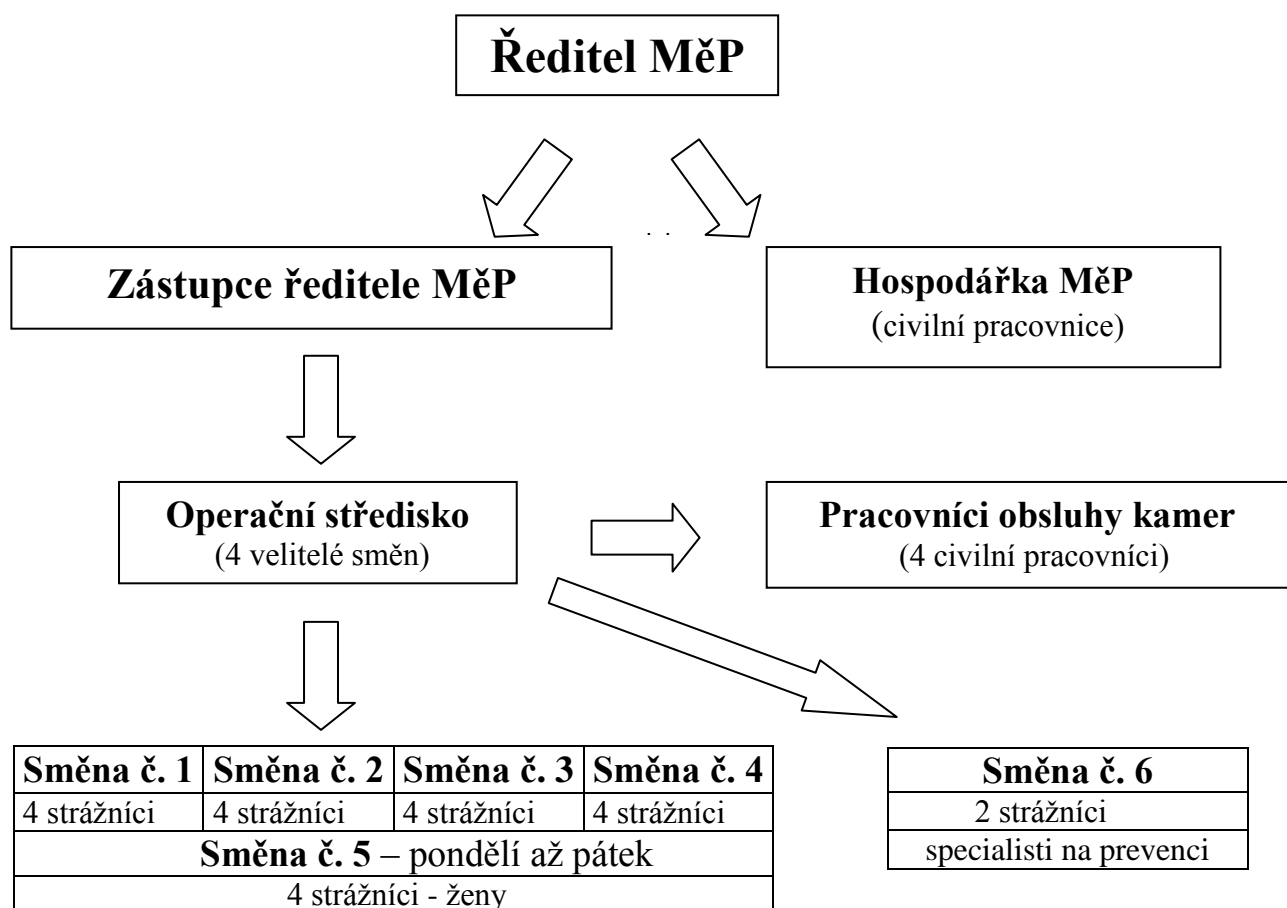 Ředitel MěP
Zástupce ředitele MěP
Hospodářka MěP
(civilní pracovnice)
Operační středisko
(4 velitelé směn)
Pracovníci obsluhy kamer
(4 civilní pracovníci)
Směna č. 1 Směna č. 2 Směna č. 3 Směna č. 4
4 strážníci 4 strážníci 4 strážníci 4 strážníci
Směna č. 5 – pondělí až pátek
4 strážníci - ženy
Směna č. 6
2 strážníci
specialisti na prevenci